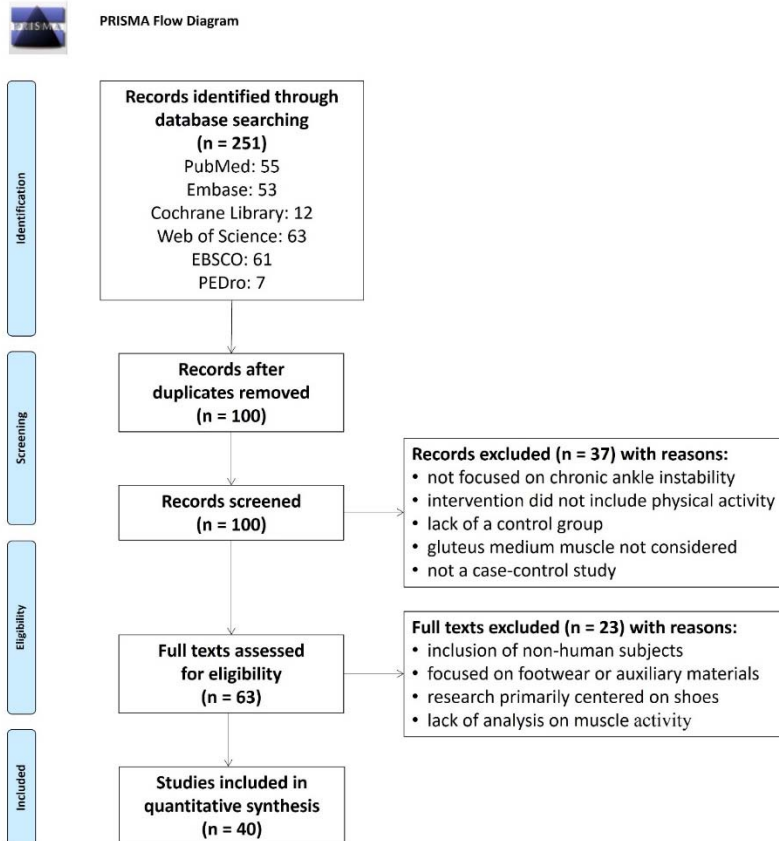 PRISMA
PRISMA Flow Diagram
Identification
Records identified through
database searching
(n = 251)
PubMed: 55
Embase: 53
Cochrane Library: 12
Web of Science: 63
EBSCO: 61
PEDro: 7
Screening
Records after
duplicates removed
(n = 100)
Records screened
(n = 100)
Records excluded (n = 37) with reasons:
• not focused on chronic ankle instability
• intervention did not include physical activity
• lack of a control group
• gluteus medium muscle not considered
• not a case-control study
Eligibility
Full texts assessed
for eligibility
(n = 63)
Full texts excluded (n = 23) with reasons:
• inclusion of non-human subjects
• focused on footwear or auxiliary materials
• research primarily centered on shoes
• lack of analysis on muscle activity
Included
Studies included in
quantitative synthesis
(n = 40)